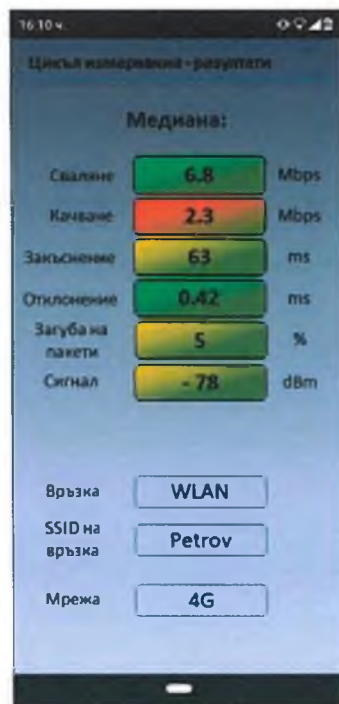 16:10 ч.
Цикъл измервания - резултати
Медиана:
Сваляне 6.8 Mbps
Качване 2.3 Mbps
Закъснение 63 ms
Отклонение 0.42 ms
Загуба на
пакети 5 %
Сигнал - 78 dBm
Връзка WLAN
SSID на
връзка Petrov
Мрежа 4G